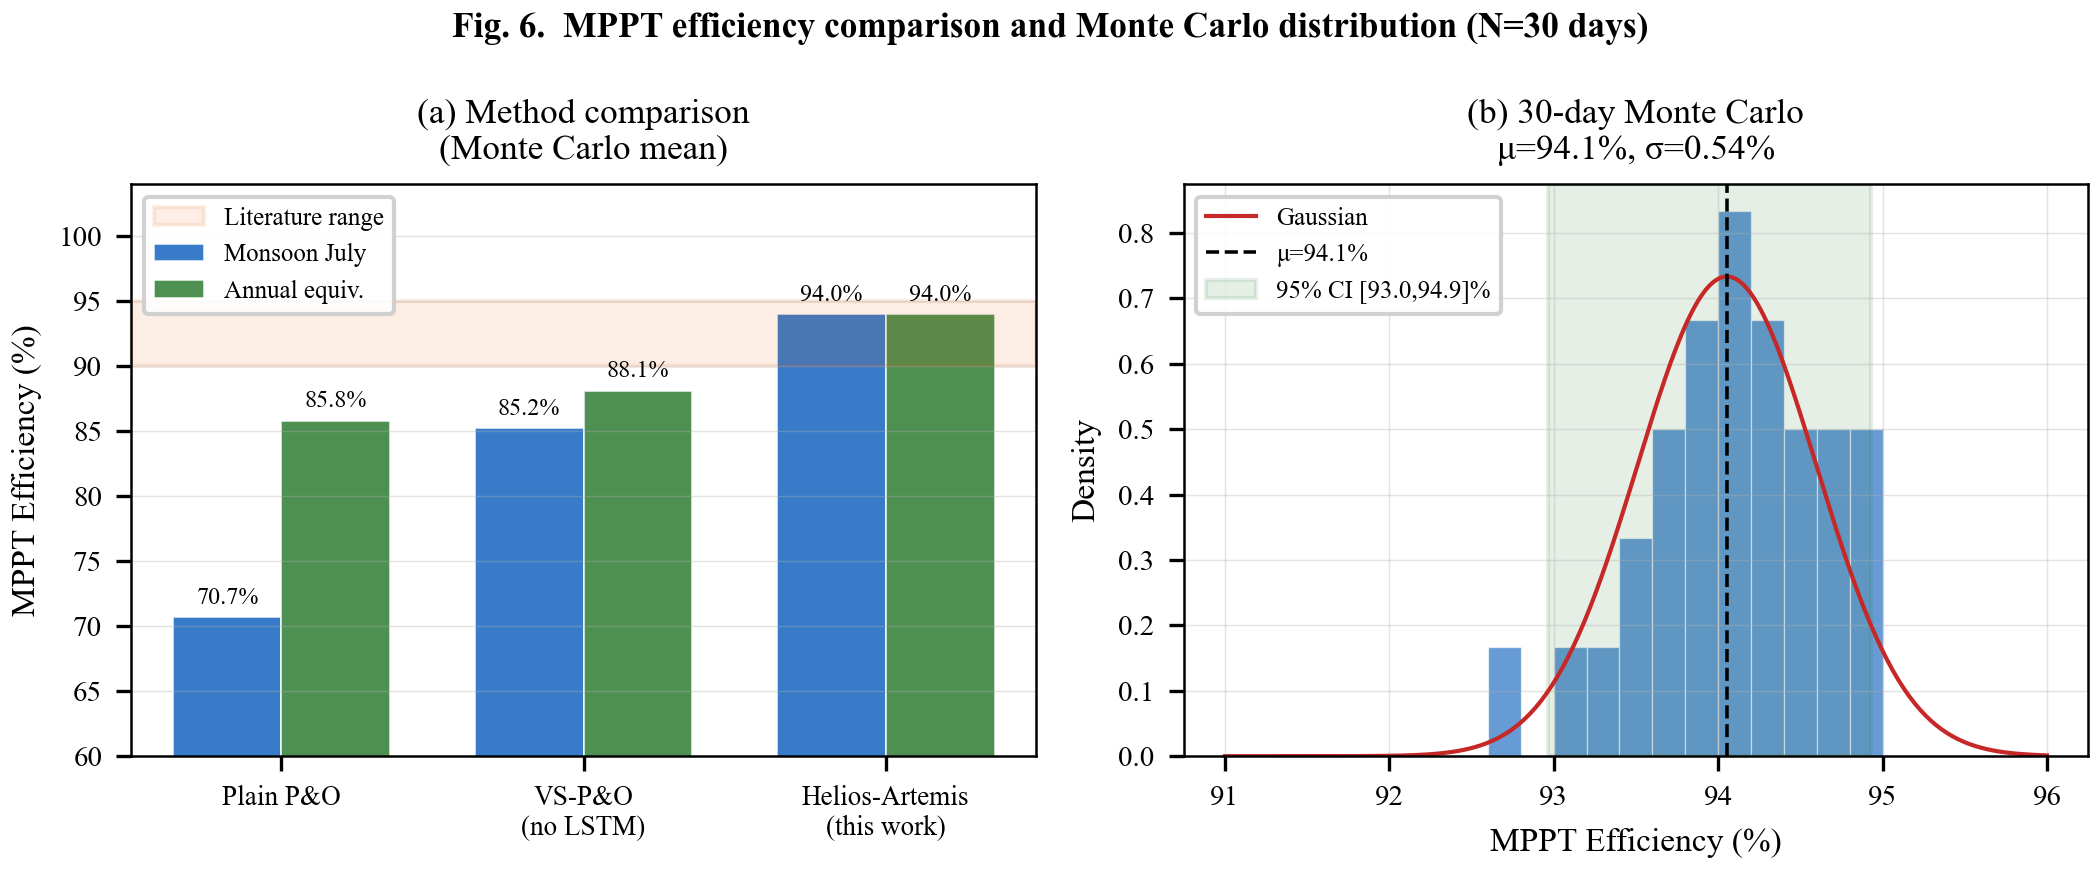 Fig. 6.  MPPT efficiency comparison and Monte Carlo distribution (N=30 days)
(a) Method comparison
(Monte Carlo mean)
Literature range
Monsoon July
Annual equiv.
MPPT Efficiency (%)
100
95
90
85
80
75
70
65
60
70.7%
85.8%
85.2%
88.1%
94.0%
94.0%
Plain P&O
VS-P&O
(no LSTM)
Helios-Artemis
(this work)
(b) 30-day Monte Carlo
μ=94.1%, σ=0.54%
Gaussian
μ=94.1%
95% CI [93.0,94.9]%
Density
0.8
0.7
0.6
0.5
0.4
0.3
0.2
0.1
0.0
91
92
93
94
95
96
MPPT Efficiency (%)